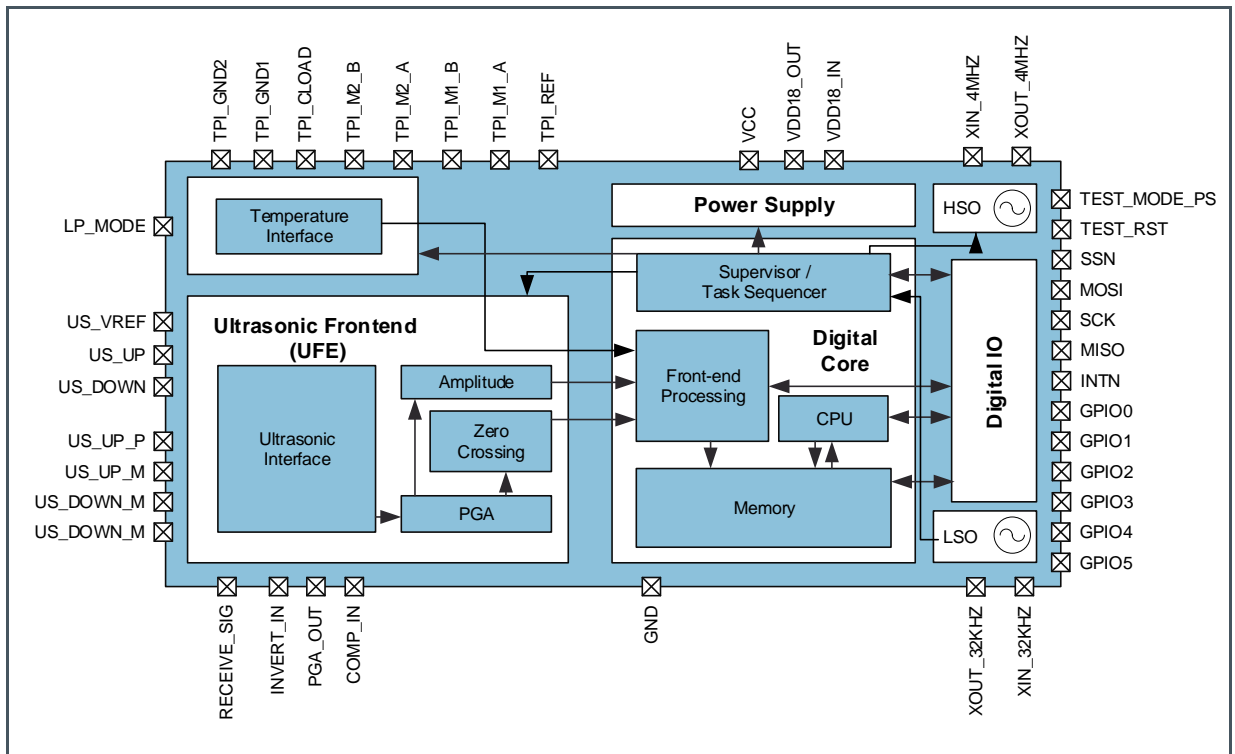 TPI_GND2
TPI_GND1
TPI_CLOAD
TPI_M2_B
TPI_M2_A
TPI_M1_B
TPI_M1_A
TPI_REF
VCC
VDD18_OUT
VDD18_IN
XIN_4MHZ
XOUT_4MHZ
LP_MODE
US_VREF
US_UP
US_DOWN
US_UP_P
US_UP_M
US_DOWN_M
US_DOWN_M
Temperature
Interface
Ultrasonic Frontend
(UFE)
Ultrasonic
Interface
Amplitude
Zero
Crossing
PGA
Power Supply
Supervisor /
Task Sequencer
Digital
Core
Front-end
Processing
CPU
Memory
HSO
Digital IO
LSO
TEST_MODE_PS
TEST_RST
SSN
MOSI
SCK
MISO
INTN
GPIO0
GPIO1
GPIO2
GPIO3
GPIO4
GPIO5
RECEIVE_SIG
INVERT_IN
PGA_OUT
COMP_IN
GND
XOUT_32KHZ
XIN_32KHZ